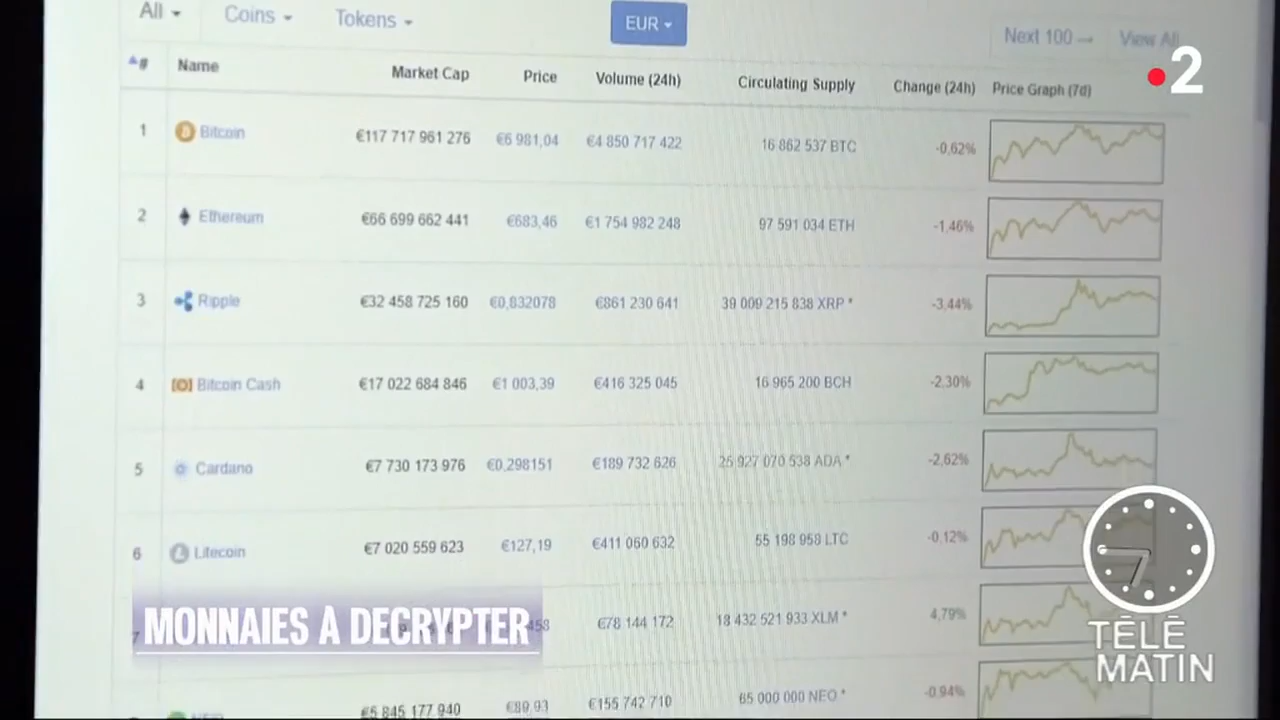 All Coins Tokens EUR Next 100 → View All
2
# Name Market Cap Price Volume (24h) Circulating Supply Change (24h) Price Graph (7d)
1 Bitcoin €117 717 961 276 €6 981,04 €4 850 717 422 16 862 537 BTC -0,62%
2 Ethereum €66 699 662 441 €683,46 €1 754 982 248 97 591 034 ETH -1,46%
3 Ripple €32 458 725 160 €0,832078 €861 230 641 39 009 215 838 XRP *
-3,44%
4 Bitcoin Cash €17 022 684 846 €1 003,39 €416 325 045 16 965 200 BCH -2,30%
5 Cardano €7 730 173 976 €0,298151 €189 732 626 25 927 070 538 ADA * -2,62%
6 Litecoin €7 020 559 623 €127,19 €411 060 632 55 198 958 LTC -0,12%
7 458 €78 144 172 18 432 521 933 XLM * 4,79%
MONNAIES À DECRYPTER
TÉLÉ
MATIN
€5 845 177 940 €89,93 €155 742 710 65 000 000 NEO * -0.94%